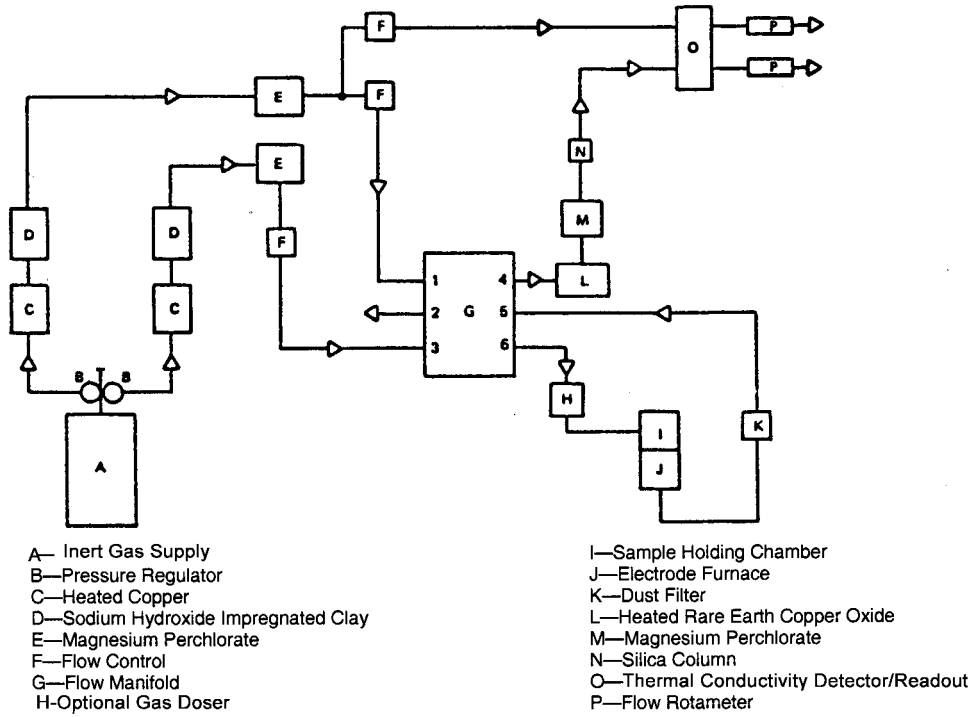 F
P
O
P
E
F
N
E
D
D
M
F
1 4
L
C
C
2 G 5
3 6
B B
H
K
I
A
J
A— Inert Gas Supply
B—Pressure Regulator
C—Heated Copper
D—Sodium Hydroxide Impregnated Clay
E—Magnesium Perchlorate
F—Flow Control
G—Flow Manifold
H-Optional Gas Doser
I—Sample Holding Chamber
J—Electrode Furnace
K—Dust Filter
L—Heated Rare Earth Copper Oxide
M—Magnesium Perchlorate
N—Silica Column
O—Thermal Conductivity Detector/Readout
P—Flow Rotameter